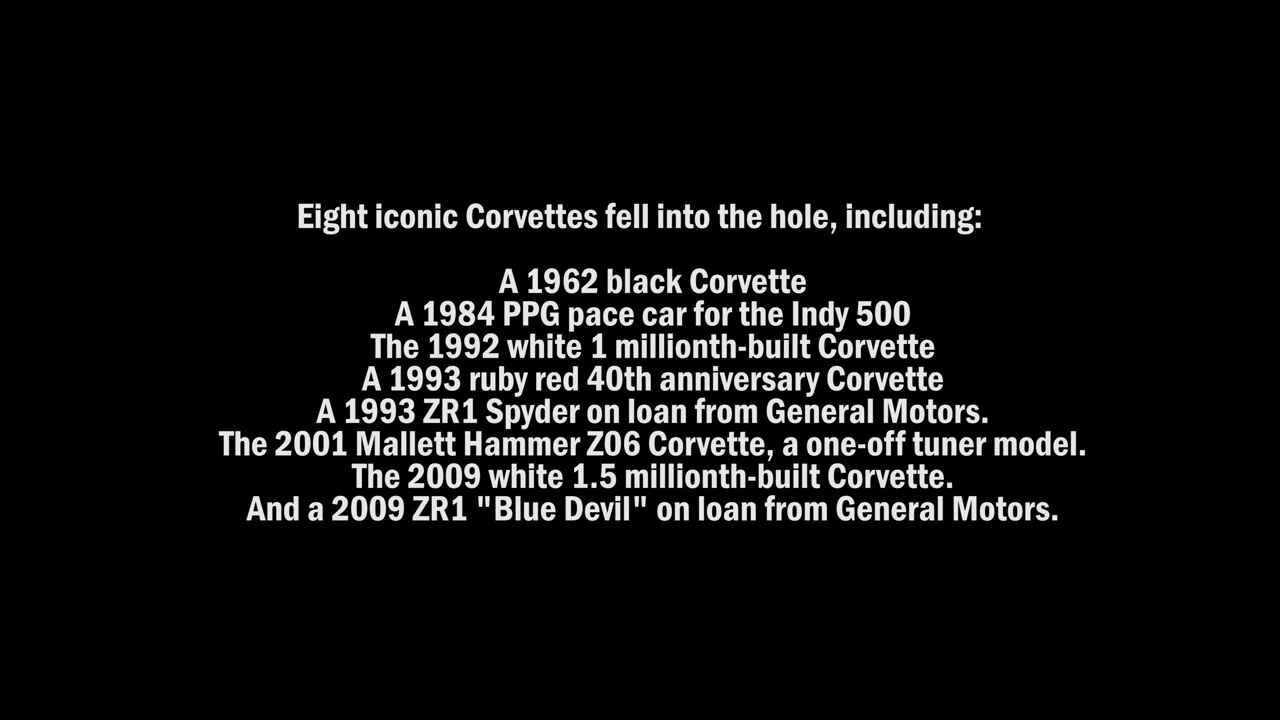 Eight iconic Corvettes fell into the hole, including:
A 1962 black Corvette
A 1984 PPG pace car for the Indy 500
The 1992 white 1 millionth-built Corvette
A 1993 ruby red 40th anniversary Corvette
A 1993 ZR1 Spyder on loan from General Motors.
The 2001 Mallett Hammer Z06 Corvette, a one-off tuner model.
The 2009 white 1.5 millionth-built Corvette.
And a 2009 ZR1 "Blue Devil" on loan from General Motors.